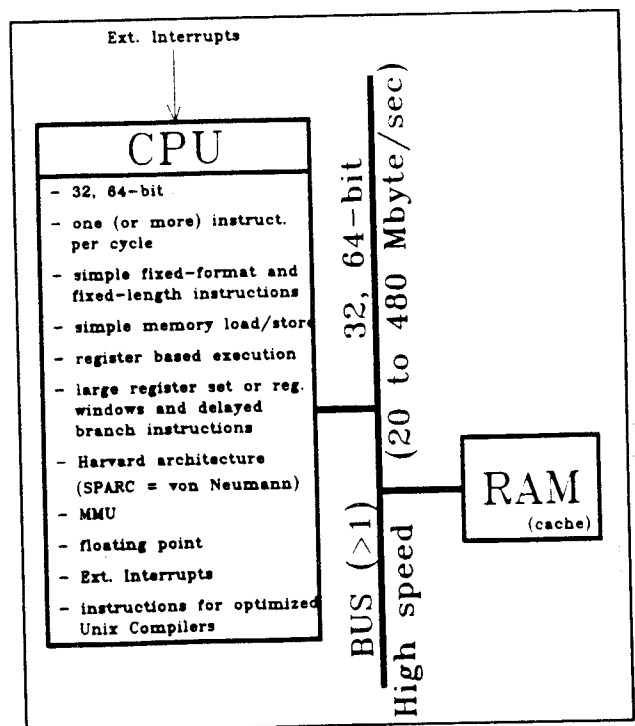 Ext. Interrupts
CPU
- 32, 64-bit
- one (or more) instruct.
per cycle
- simple fixed-format and
fixed-length instructions
- simple memory load/store
- register based execution
- large register set or reg.
windows and delayed
branch instructions
- Harvard architecture
(SPARC = von Neumann)
- MMU
- floating point
- Ext. Interrupts
- instructions for optimized
Unix Compilers
BUS (>1) 32, 64-bit
High speed (20 to 480 Mbyte/sec)
RAM
(cache)